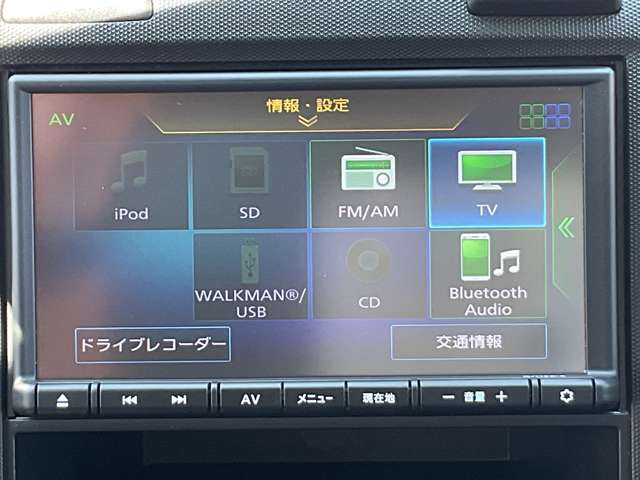 情報・設定
AV
iPod
SD
FM/AM
TV
WALKMAN®/
USB
CD
Bluetooth
Audio
ドライブレコーダー
交通情報
AV
メニュー
現在地
− 音量 +